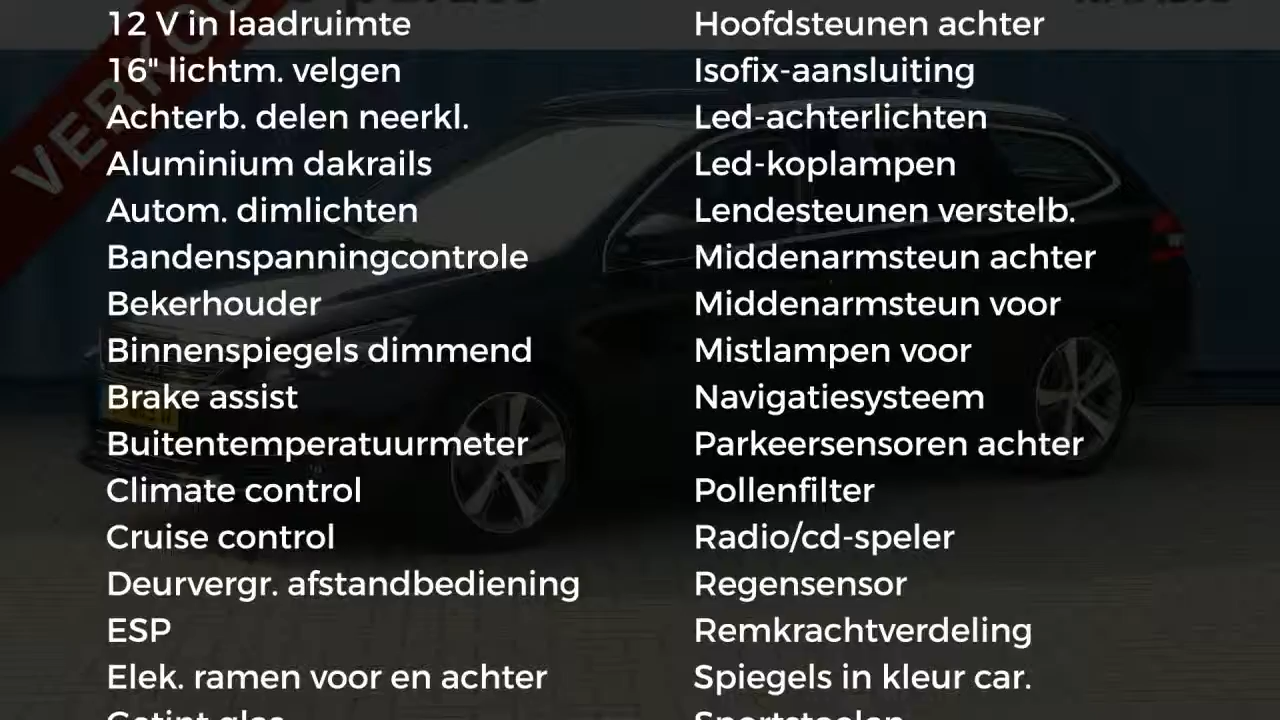 12 V in laadruimte
16" lichtm. velgen
Achterb. delen neerkl.
Aluminium dakrails
Autom. dimlichten
Bandenspanningcontrole
Bekerhouder
Binnenspiegels dimmend
Brake assist
Buitentemperatuurmeter
Climate control
Cruise control
Deurvergr. afstandbediening
ESP
Elek. ramen voor en achter
Getint glas
Hoofdsteunen achter
Isofix-aansluiting
Led-achterlichten
Led-koplampen
Lendesteunen verstelb.
Middenarmsteun achter
Middenarmsteun voor
Mistlampen voor
Navigatiesysteem
Parkeersensoren achter
Pollenfilter
Radio/cd-speler
Regensensor
Remkrachtverdeling
Spiegels in kleur car.
Sportstoelen